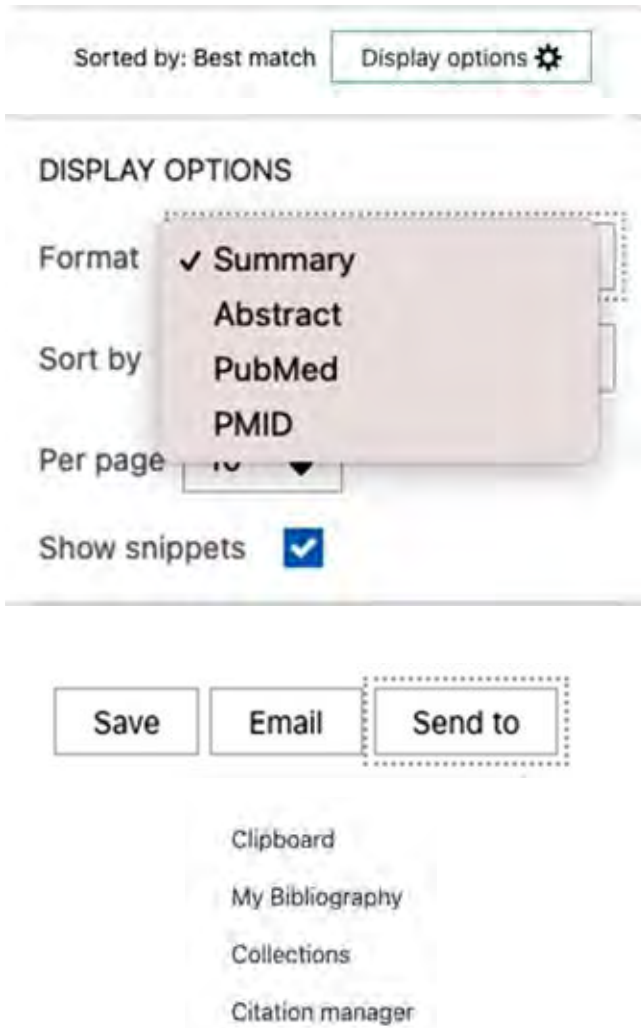 Sorted by: Best match Display options
DISPLAY OPTIONS
Format ✓ Summary
Abstract
Sort by PubMed
PMID
Per page 10
Show snippets
Save Email Send to
Clipboard
My Bibliography
Collections
Citation manager